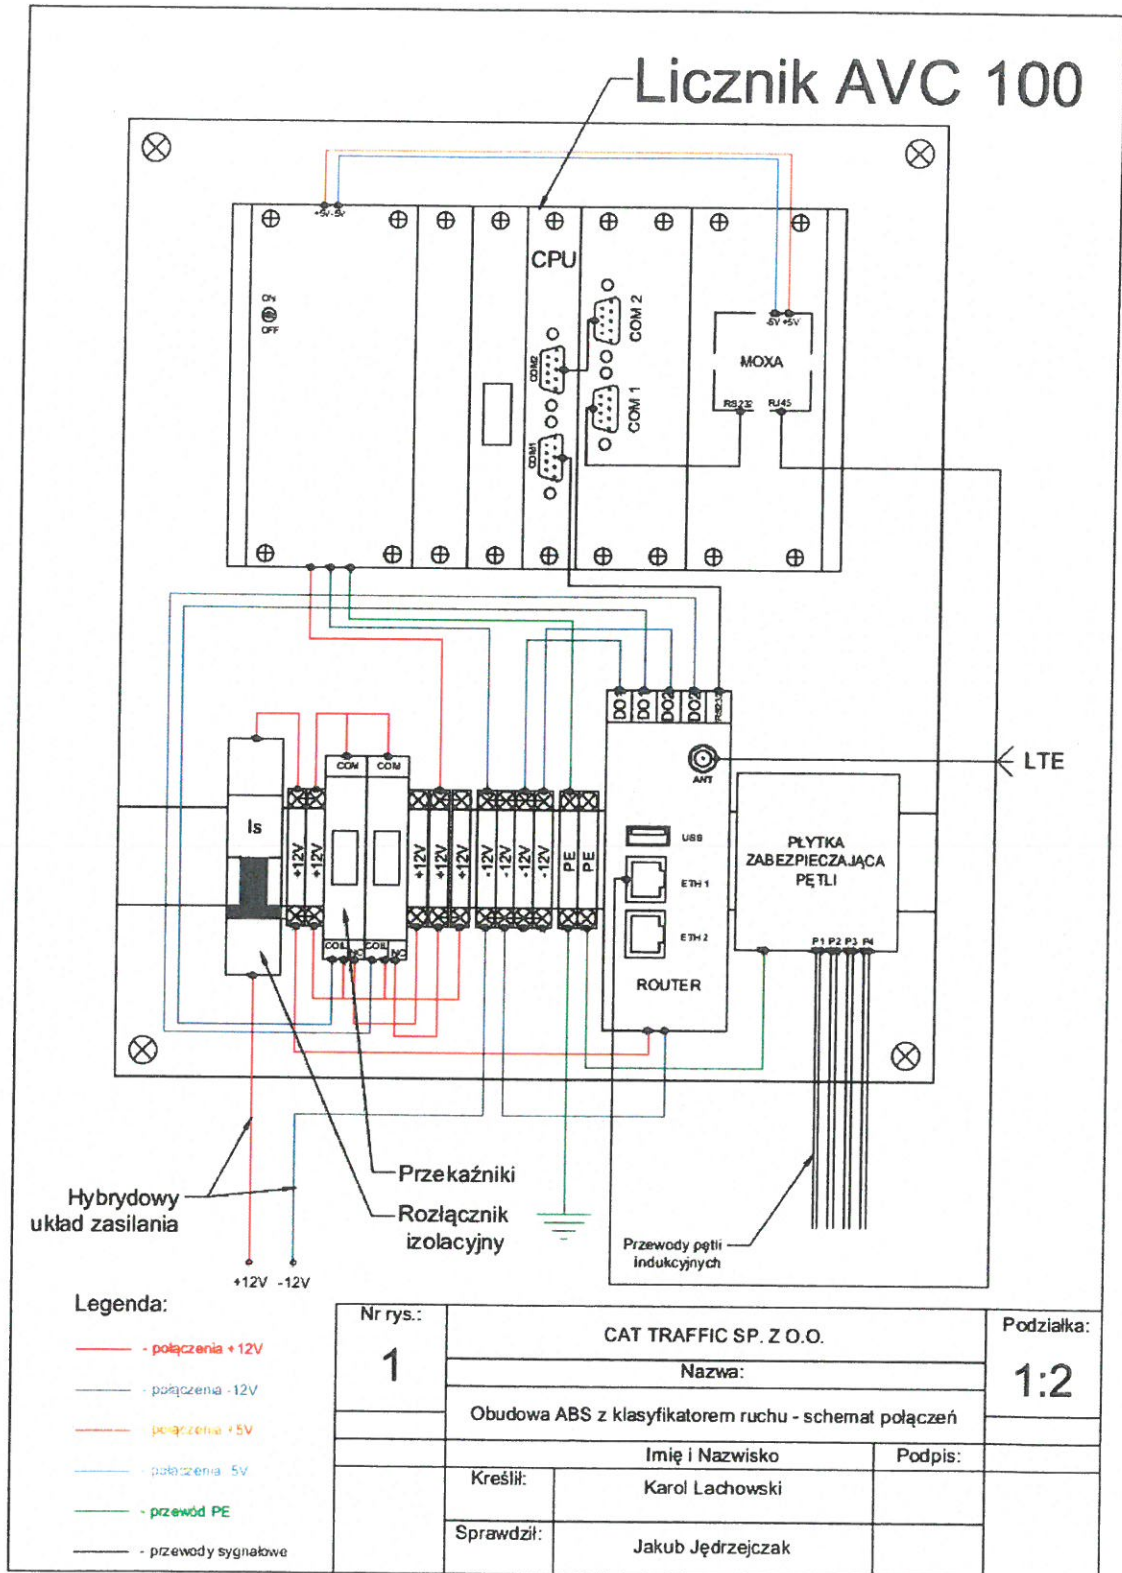 Licznik AVC 100
+5V -5V
CPU
ON
OFF
COM2
COM 2
COM1
COM 1
-5V +5V
MOXA
RS232
RJ45
DO1
DO1
DO2
DO2
RS232
LTE
ANT
COM
COM
Is
+12V
+12V
+12V
+12V
+12V
-12V
-12V
-12V
-12V
PE
PE
USB
ETH 1
ETH 2
ROUTER
PŁYTKA
ZABEZPIECZAJĄCA
PĘTLI
P1 P2 P3 P4
COIL
NC
COIL
NC
Przekaźniki
Hybrydowy
układ zasilania
Rozłącznik
izolacyjny
Przewody pętli
indukcyjnych
+12V -12V
Legenda:
- połączenia +12V
- połączenia -12V
- połączenia +5V
- połączenia -5V
- przewód PE
- przewody sygnałowe
Nr rys.:
1
CAT TRAFFIC SP. Z O.O.
Nazwa:
Obudowa ABS z klasyfikatorem ruchu - schemat połączeń
Podziałka:
1:2
Imię i Nazwisko
Podpis:
Kreślił:
Karol Lachowski
Sprawdził:
Jakub Jędrzejczak